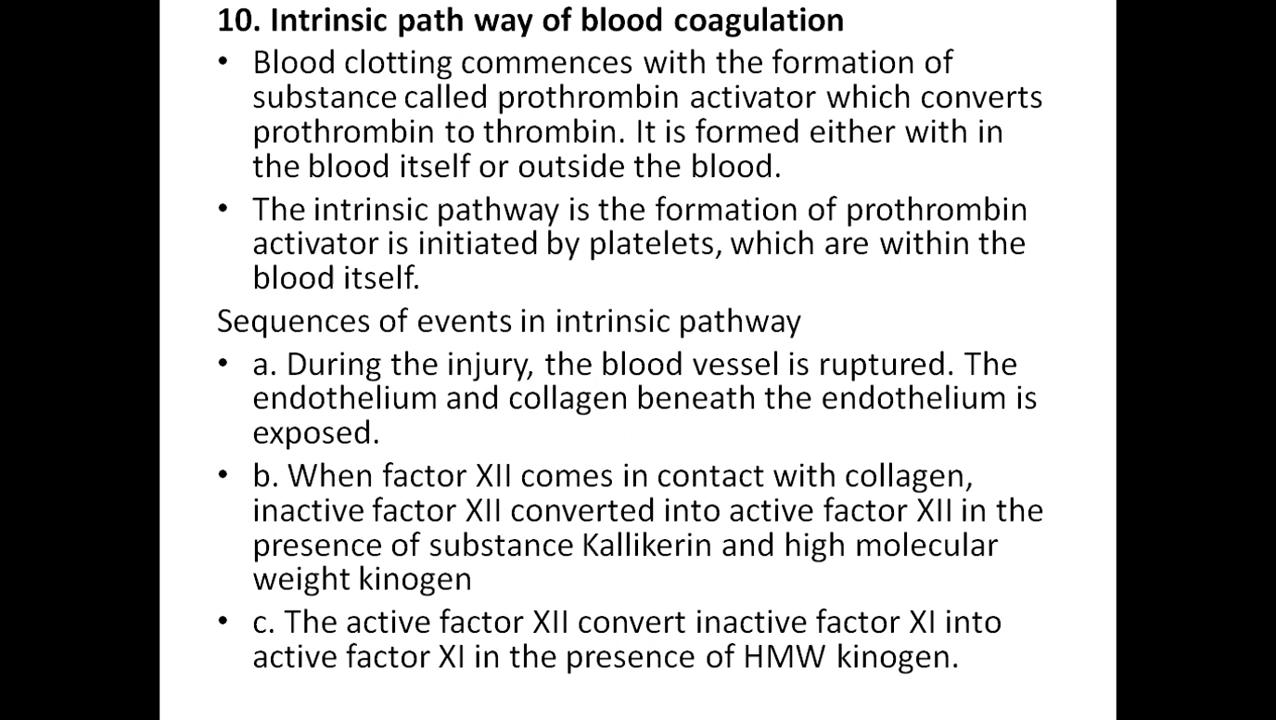 10. Intrinsic path way of blood coagulation
• Blood clotting commences with the formation of
substance called prothrombin activator which converts
prothrombin to thrombin. It is formed either with in
the blood itself or outside the blood.
• The intrinsic pathway is the formation of prothrombin
activator is initiated by platelets, which are within the
blood itself.
Sequences of events in intrinsic pathway
• a. During the injury, the blood vessel is ruptured. The
endothelium and collagen beneath the endothelium is
exposed.
• b. When factor XII comes in contact with collagen,
inactive factor XII converted into active factor XII in the
presence of substance Kallikerin and high molecular
weight kinogen
• c. The active factor XII convert inactive factor XI into
active factor XI in the presence of HMW kinogen.